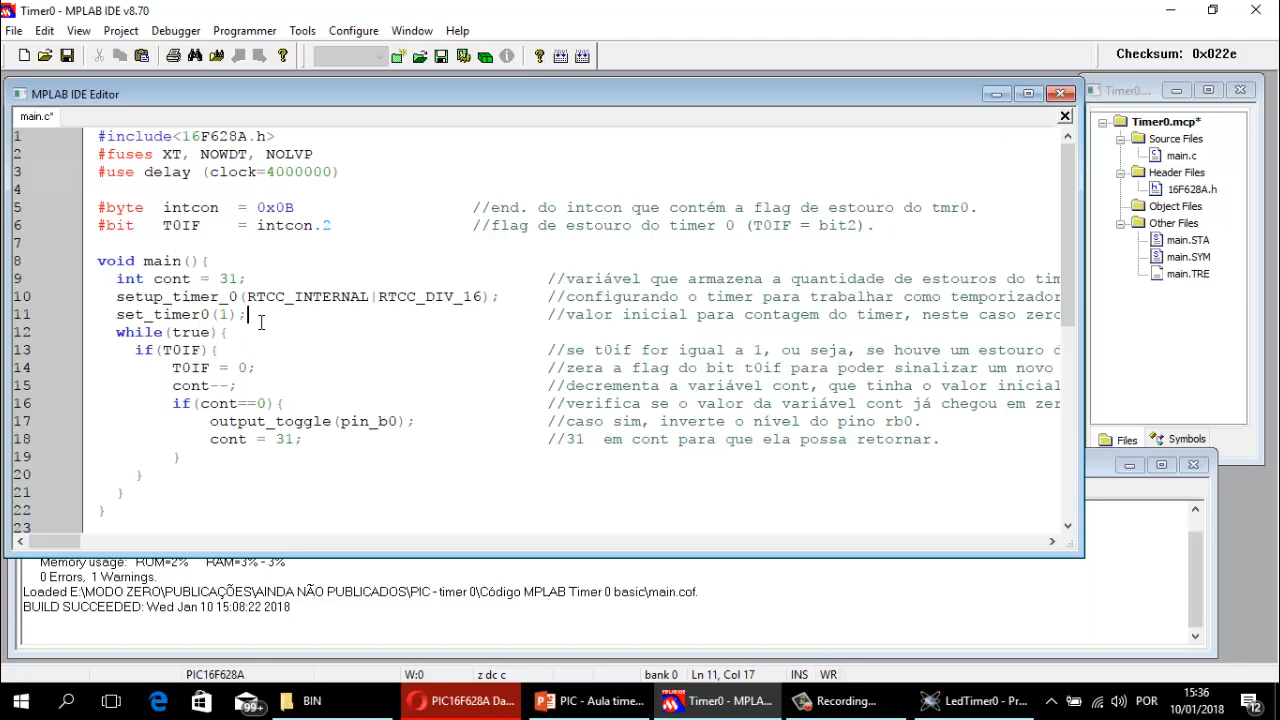 Timer0 - MPLAB IDE v8.70
File Edit View Project Debugger Programmer Tools Configure Window Help
Checksum: 0x022e
MPLAB IDE Editor
main.c*
1 #include<16F628A.h>
2 #fuses XT, NOWDT, NOLVP
3 #use delay (clock=4000000)
4
5 #byte intcon = 0x0B //end. do intcon que contém a flag de estouro do tmr0.
6 #bit T0IF = intcon.2 //flag de estouro do timer 0 (T0IF = bit2).
7
8 void main(){
9 int cont = 31; //variável que armazena a quantidade de estouros do tim
10 setup_timer_0(RTCC_INTERNAL|RTCC_DIV_16); //configurando o timer para trabalhar como temporizador
11 set_timer0(1); //valor inicial para contagem do timer, neste caso zero
12 while(true){
13 if(T0IF){ //se t0if for igual a 1, ou seja, se houve um estouro d
14 T0IF = 0; //zera a flag do bit t0if para poder sinalizar um novo
15 cont--; //decrementa a variável cont, que tinha o valor inicial
16 if(cont==0){ //verifica se o valor da variável cont já chegou em zer
17 output_toggle(pin_b0); //caso sim, inverte o nível do pino rb0.
18 cont = 31; //31 em cont para que ela possa retornar.
19 }
20 }
21 }
22 }
23
Timer0....
Timer0.mcp*
Source Files
main.c
Header Files
16F628A.h
Object Files
Other Files
main.STA
main.SYM
main.TRE
Files Symbols
Memory usage: ROM=2% RAM=3% - 3%
0 Errors, 1 Warnings.
Loaded E:\MODO ZERO\PUBLICAÇÕES\AINDA NÃO PUBLICADOS\PIC - timer 0\Código MPLAB Timer 0 basic\main.cof.
BUILD SUCCEEDED: Wed Jan 10 15:08:22 2018
PIC16F628A W:0 z dc c bank 0 Ln 11, Col 17 INS WR
99+ BIN PIC16F628A Da... PIC - Aula time... Timer0 - MPLA... Recording... LedTimer0 - Pr... POR 15:36
10/01/2018 12